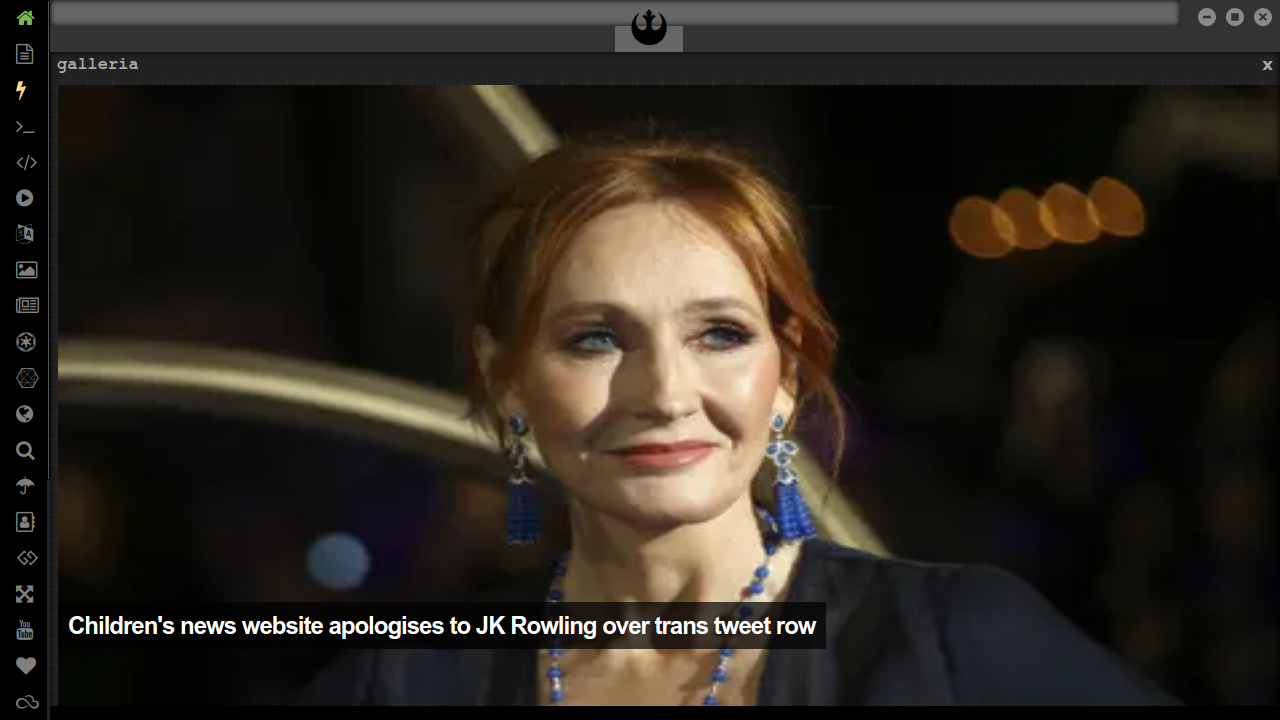 galleria
x
Children's news website apologises to JK Rowling over trans tweet row
You
Tube